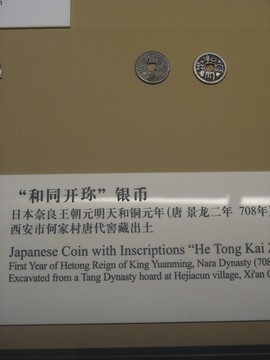 “和同开珎” 银币
日本奈良王朝元明天和铜元年(唐 景龙二年 708年
西安市何家村唐代窖藏出土
Japanese Coin with Inscriptions “He Tong Kai
First Year of Hetong Reign of King Yuanming, Nara Dynasty (708
Excavated from a Tang Dynasty hoard at Hejiacun village, Xi'an C